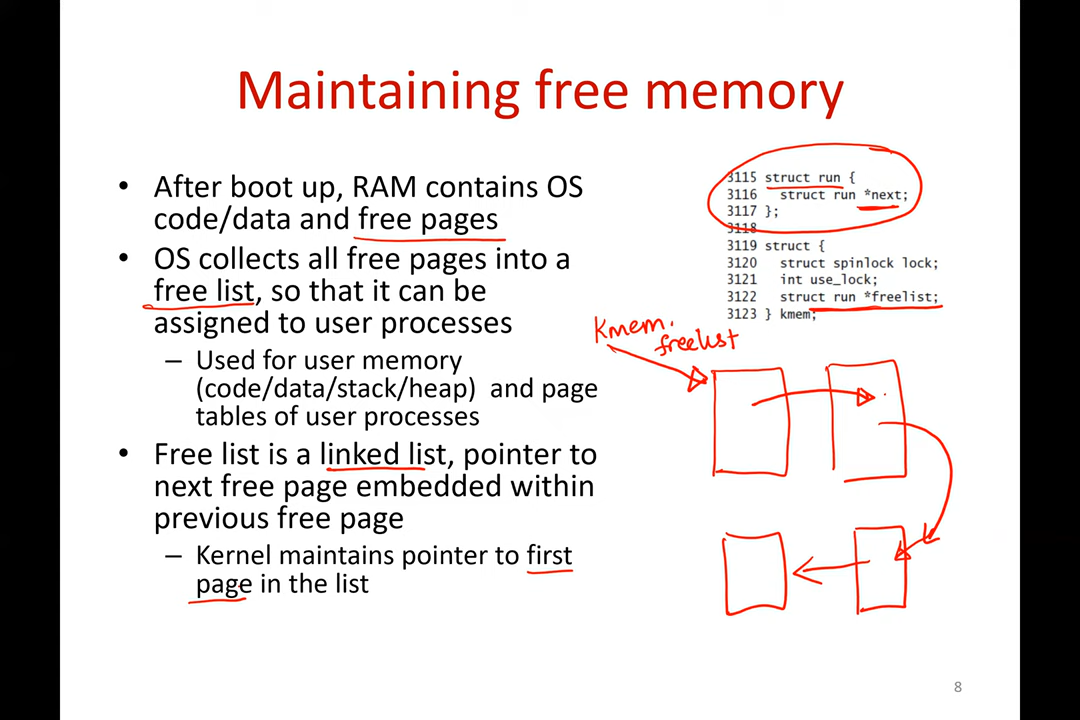 Maintaining free memory
• After boot up, RAM contains OS
code/data and free pages
• OS collects all free pages into a
free list, so that it can be
assigned to user processes
– Used for user memory
(code/data/stack/heap) and page
tables of user processes
• Free list is a linked list, pointer to
next free page embedded within
previous free page
– Kernel maintains pointer to first
page in the list
3115 struct run {
3116 struct run *next;
3117 };
3118
3119 struct {
3120 struct spinlock lock;
3121 int use_lock;
3122 struct run *freelist;
3123 } kmem;
Kmem.
freelist
8